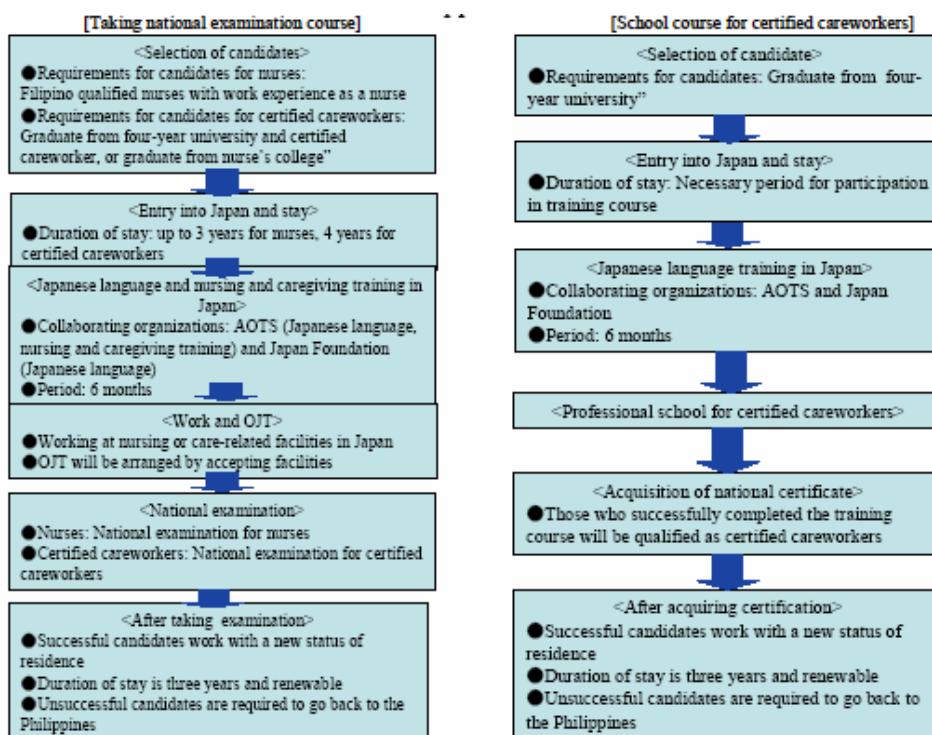 [Taking national examination course]
<Selection of candidates>
●Requirements for candidates for nurses:
Filipino qualified nurses with work experience as a nurse
●Requirements for candidates for certified careworkers:
Graduate from four-year university and certified
careworker, or graduate from nurse's college”
<Entry into Japan and stay>
●Duration of stay: up to 3 years for nurses, 4 years for
certified careworkers
<Japanese language and nursing and caregiving training in
Japan>
●Collaborating organizations: AOTS (Japanese language,
nursing and caregiving training) and Japan Foundation
(Japanese language)
●Period: 6 months
<Work and OJT>
●Working at nursing or care-related facilities in Japan
●OJT will be arranged by accepting facilities
<National examination>
●Nurses: National examination for nurses
●Certified careworkers: National examination for certified
careworkers
<After taking examination>
●Successful candidates work with a new status of
residence
●Duration of stay is three years and renewable
●Unsuccessful candidates are required to go back to the
Philippines
[School course for certified careworkers]
<Selection of candidate>
●Requirements for candidates: Graduate from four-
year university”
<Entry into Japan and stay>
●Duration of stay: Necessary period for participation
in training course
<Japanese language training in Japan>
●Collaborating organizations: AOTS and Japan
Foundation
●Period: 6 months
<Professional school for certified careworkers>
<Acquisition of national certificate>
●Those who successfully completed the training
course will be qualified as certified careworkers
<After acquiring certification>
●Successful candidates work with a new status of
residence
●Duration of stay is three years and renewable
●Unsuccessful candidates are required to go back to
the Philippines